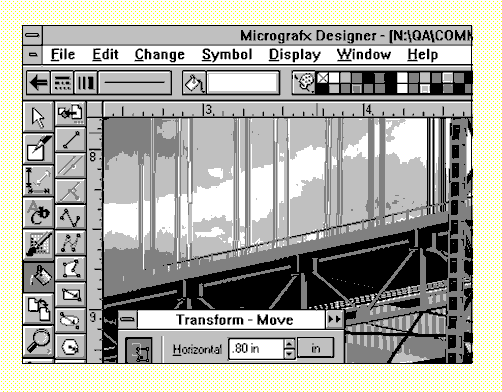 Micrografx Designer - [N:\QA\COMM
File Edit Change Symbol Display Window Help
3
4
8
9
Transform - Move
Horizontal .80 in in